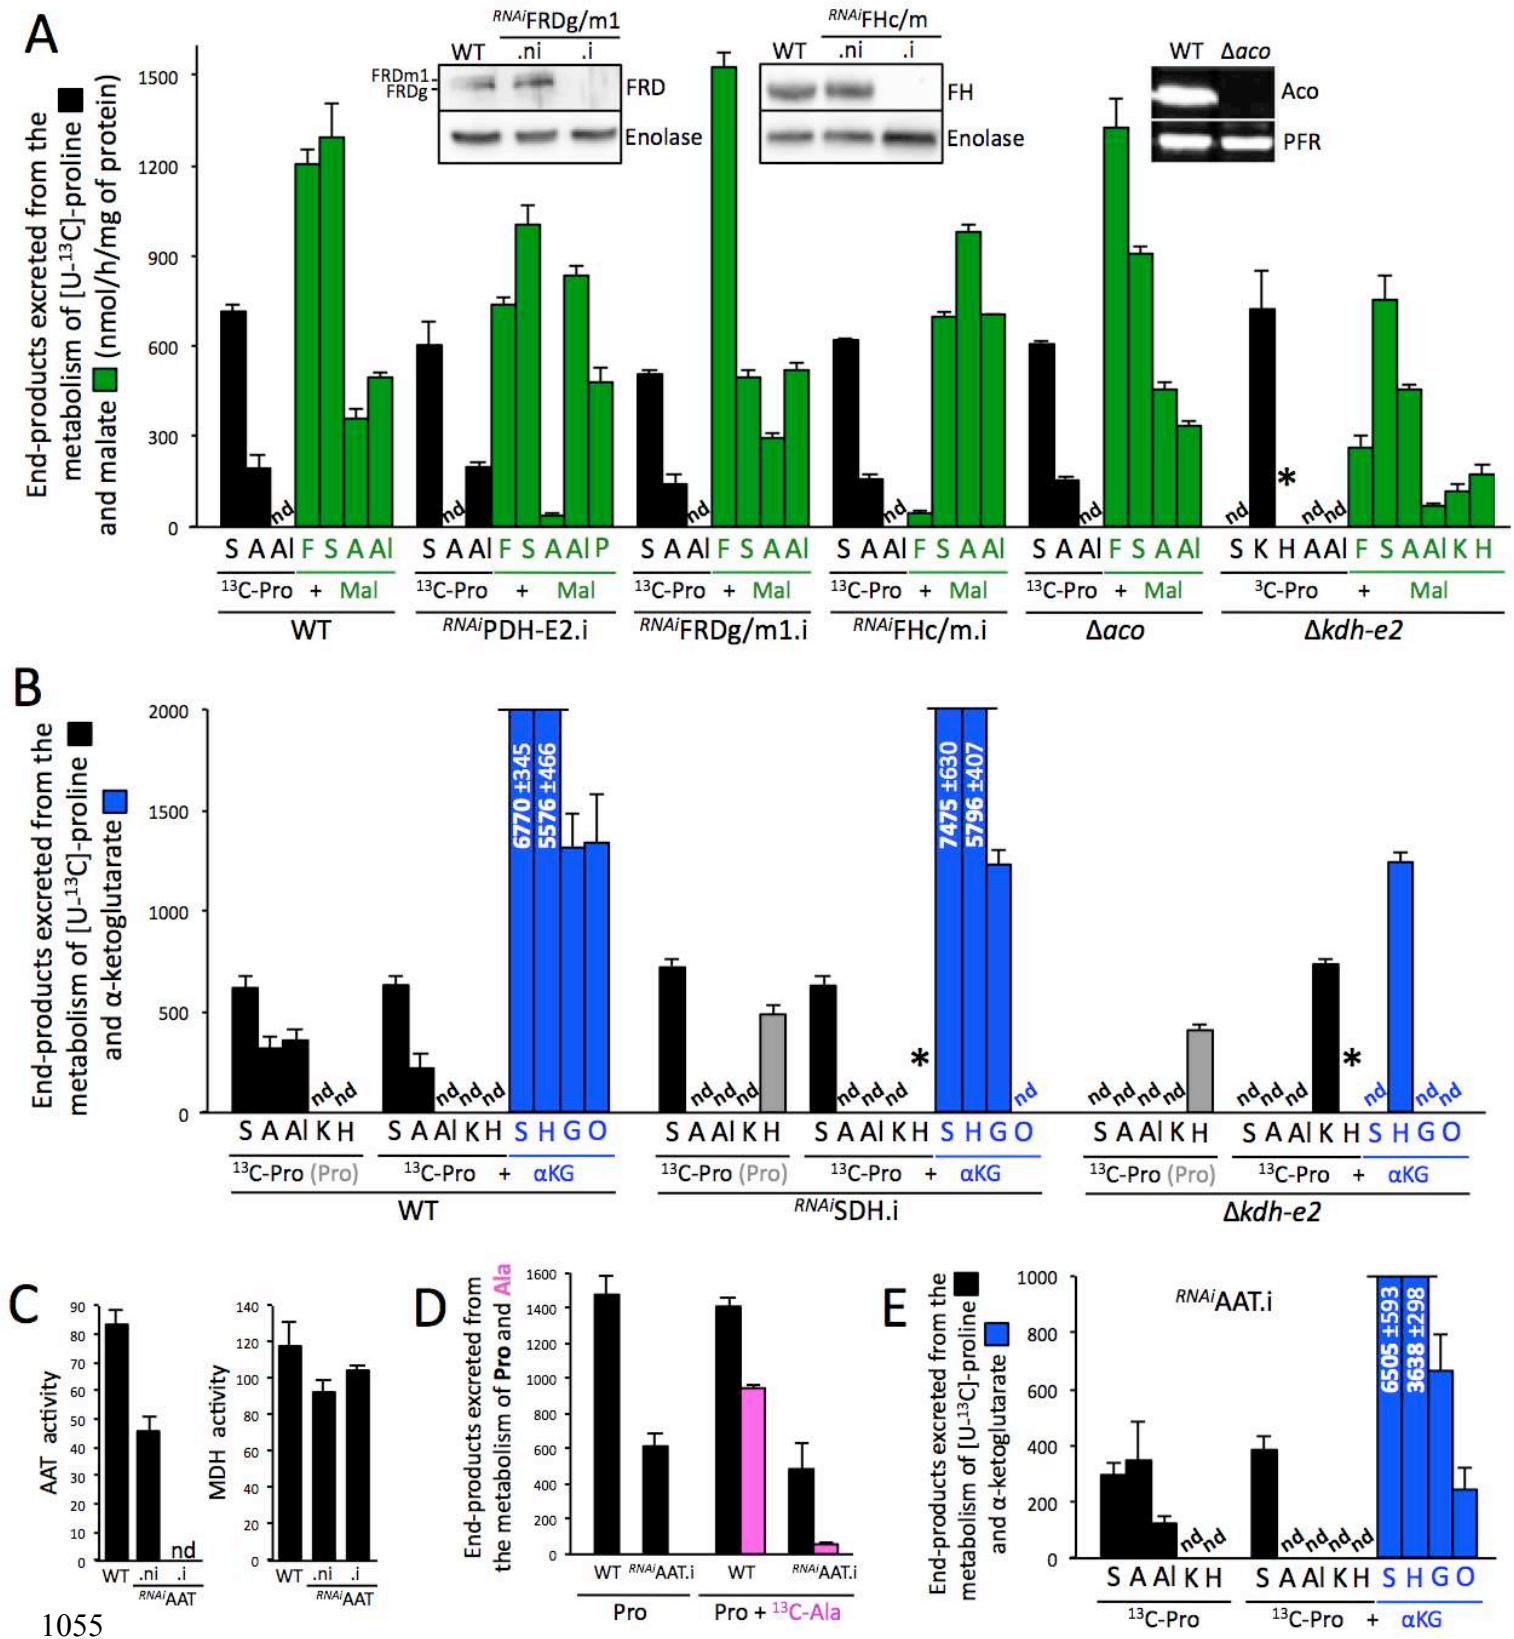 A
End-products excreted from the
metabolism of [U-¹³C]-proline
and malate (nmol/h/mg of protein)
1500
1200
900
600
300
0
RNAiFRDg/m1
WT .ni .i
FRDm1
FRDg
FRD
Enolase
RNAiFHc/m
WT .ni .i
FH
Enolase
WT Δaco
Aco
PFR
nd nd nd nd nd nd nd nd *
S A Al F S A Al S A Al F S A Al P S A Al F S A Al S A Al F S A Al S A Al F S A Al S K H A Al F S A Al K H
¹³C-Pro + Mal ¹³C-Pro + Mal ¹³C-Pro + Mal ¹³C-Pro + Mal ¹³C-Pro + Mal ³C-Pro + Mal
WT RNAiPDH-E2.i RNAiFRDg/m1.i RNAiFHc/m.i Δaco Δkdh-e2
B
End-products excreted from the
metabolism of [U-¹³C]-proline
and α-ketoglutarate
2000
1500
1000
500
0
6770 ±345
5576 ±466
7475 ±630
5796 ±407
nd nd nd nd nd nd nd nd nd nd nd * nd nd nd nd nd nd nd nd * nd nd nd
S A Al K H S A Al K H S H G O S A Al K H S A Al K H S H G O S A Al K H S A Al K H S H G O
¹³C-Pro (Pro) ¹³C-Pro + αKG ¹³C-Pro (Pro) ¹³C-Pro + αKG ¹³C-Pro (Pro) ¹³C-Pro + αKG
WT RNAiSDH.i Δkdh-e2
C
AAT activity
90
80
70
60
50
40
30
20
10
0
nd
WT .ni .i
RNAiAAT
MDH activity
140
120
100
80
60
40
20
0
WT .ni .i
RNAiAAT
D
End-products excreted from
the metabolism of Pro and Ala
1600
1400
1200
1000
800
600
400
200
0
WT RNAiAAT.i WT RNAiAAT.i
Pro Pro + ¹³C-Ala
E
End-products excreted from the
metabolism of [U-¹³C]-proline
and α-ketoglutarate
1000
800
600
400
200
0
RNAiAAT.i
6505 ±593
3638 ±298
nd nd nd nd nd nd
S A Al K H S A Al K H S H G O
¹³C-Pro ¹³C-Pro + αKG
1055